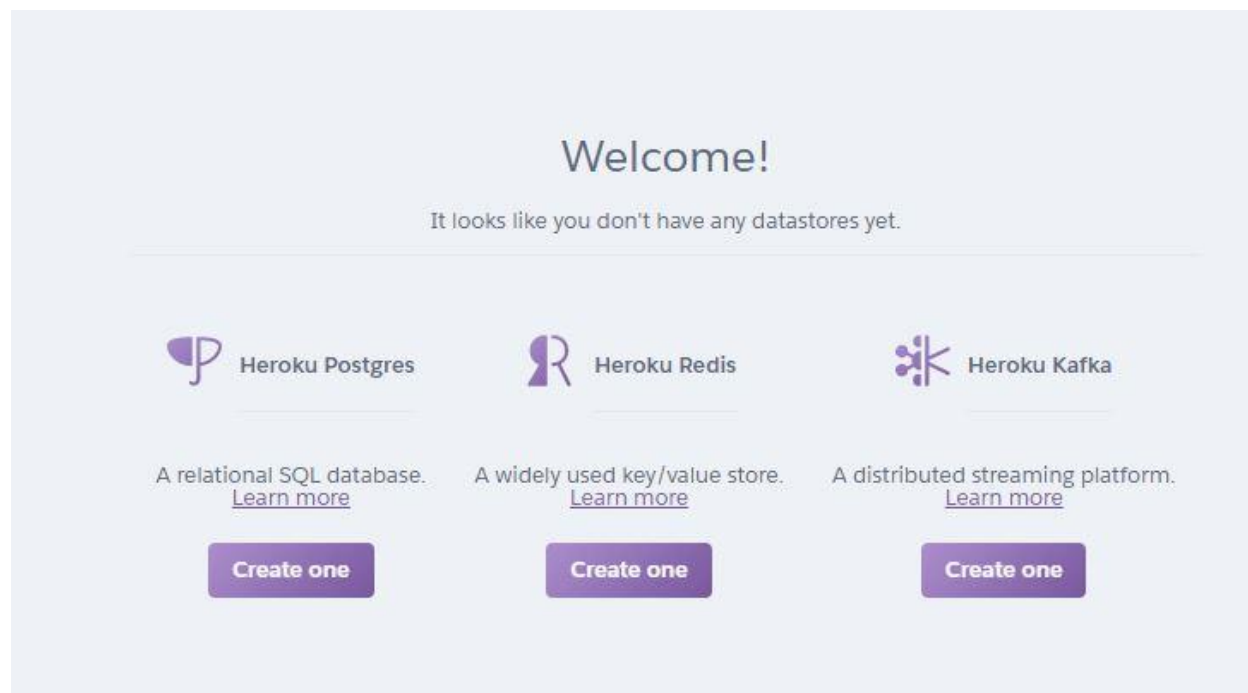 Welcome!
It looks like you don't have any datastores yet.
Heroku Postgres
A relational SQL database.
Learn more
Create one
Heroku Redis
A widely used key/value store.
Learn more
Create one
Heroku Kafka
A distributed streaming platform.
Learn more
Create one